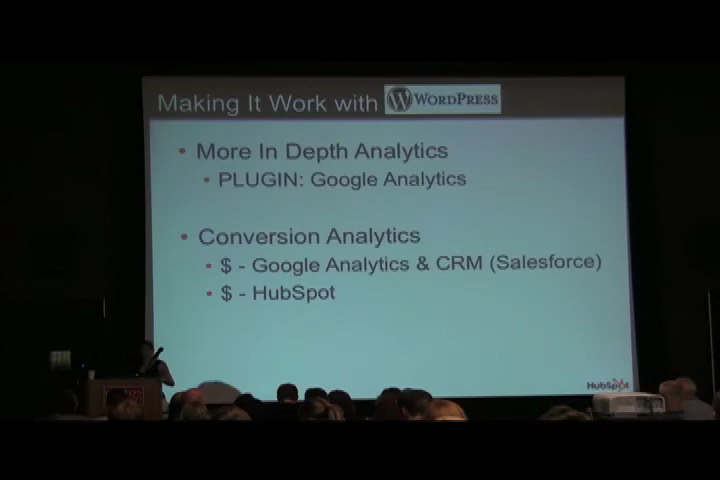 Making It Work with WORDPRESS
• More In Depth Analytics
• PLUGIN: Google Analytics
• Conversion Analytics
• $ - Google Analytics & CRM (Salesforce)
• $ - HubSpot
HubSpot